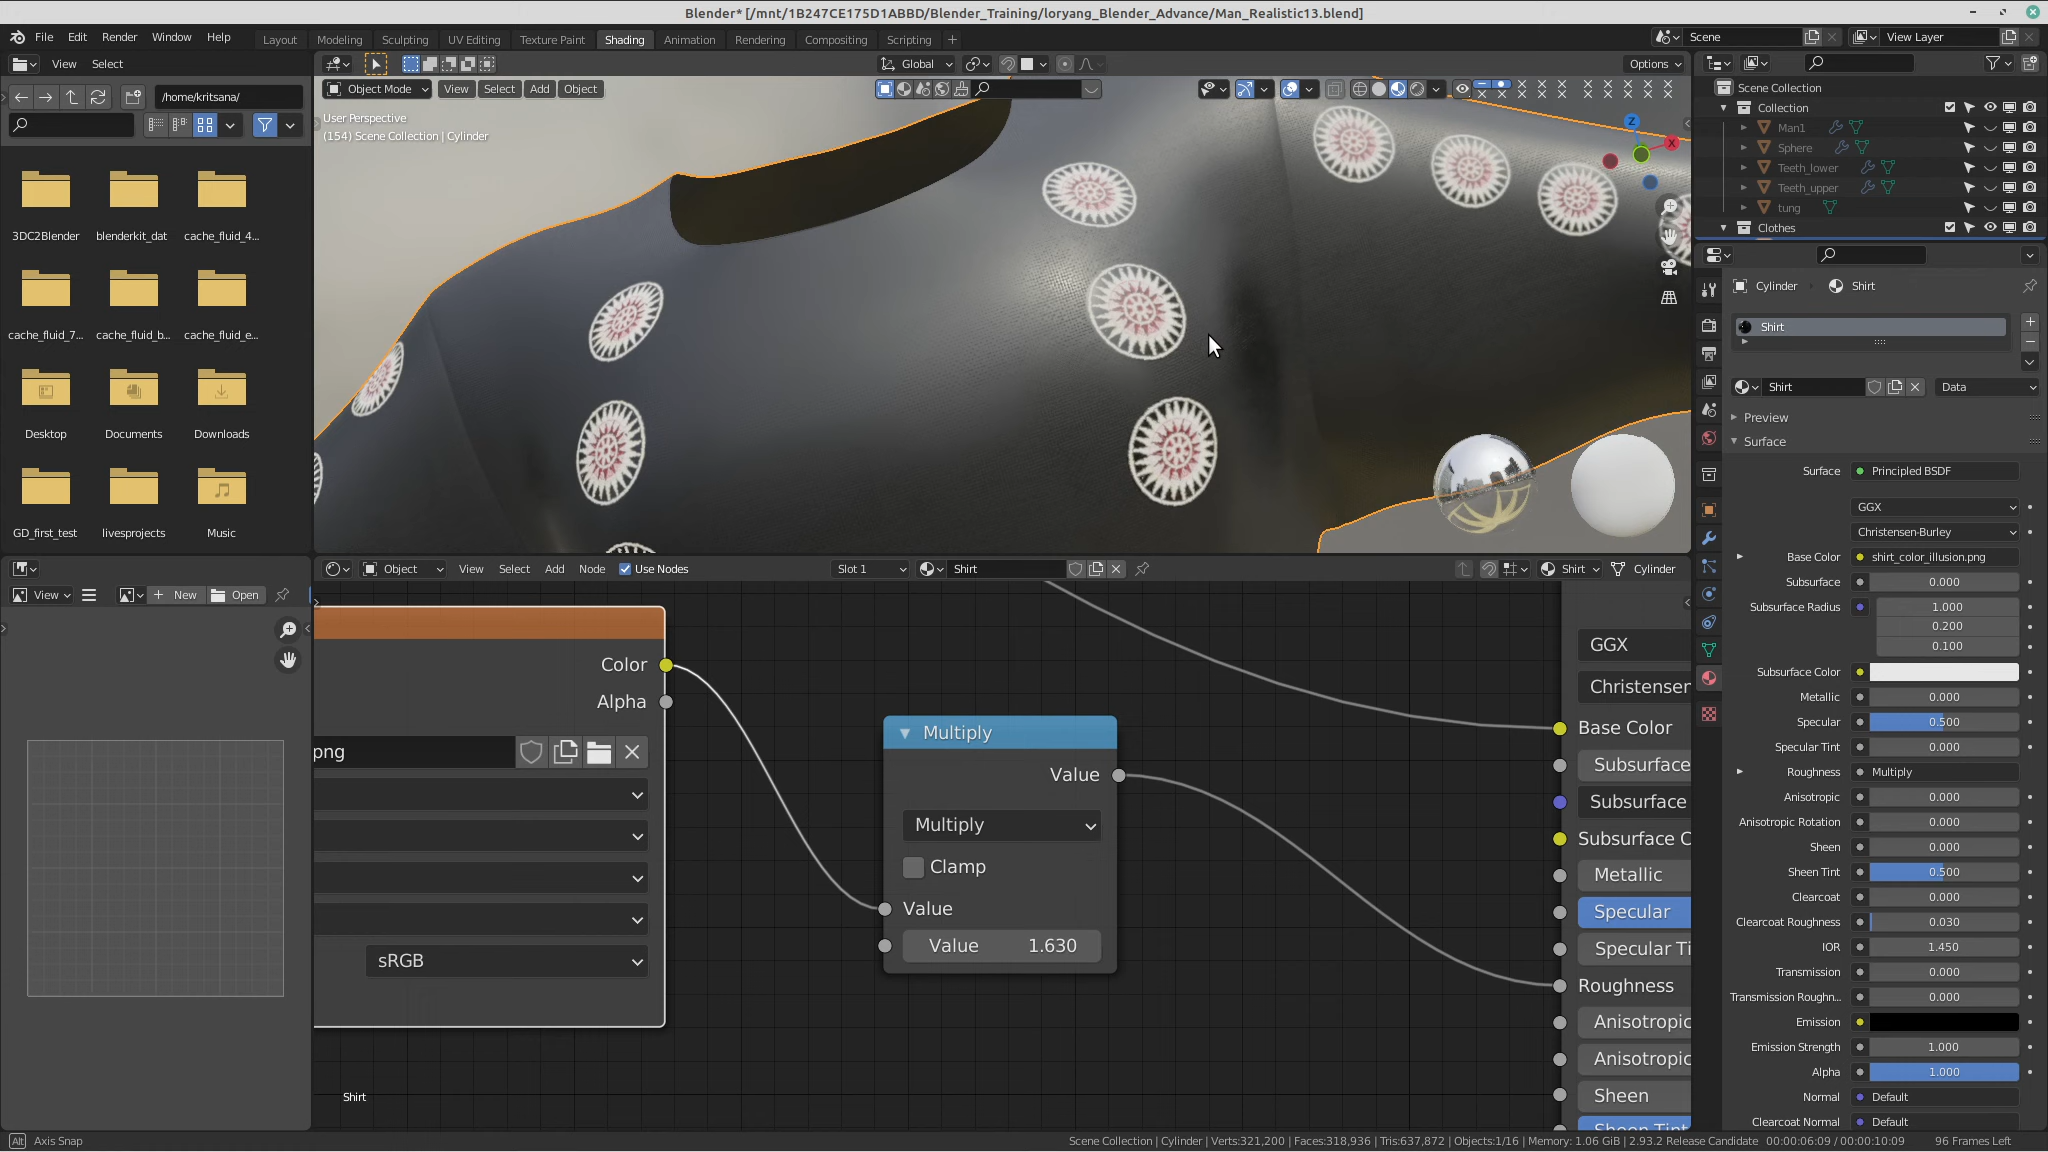 Blender* [/mnt/1B247CE175D1ABBD/Blender_Training/loryang_Blender_Advance/Man_Realistic13.blend]
File Edit Render Window Help
Layout Modeling Sculpting UV Editing Texture Paint Shading Animation Rendering Compositing Scripting +
Scene
View Layer
View Select
Global
Options
/home/kritsana/
Object Mode View Select Add Object
User Perspective
(154) Scene Collection | Cylinder
Z
X
3DC2Blender
blenderkit_dat
cache_fluid_4...
cache_fluid_7...
cache_fluid_b...
cache_fluid_e...
Desktop
Documents
Downloads
GD_first_test
livesprojects
Music
Scene Collection
Collection
Man1
Sphere
Teeth_lower
Teeth_upper
tung
Clothes
View
New
Open
Object View Select Add Node Use Nodes
Slot 1
Shirt
Shirt
Cylinder
Color
Alpha
png
sRGB
Multiply
Value
Multiply
Clamp
Value
Value 1.630
GGX
Christensen
Base Color
Subsurface
Subsurface
Subsurface C
Metallic
Specular
Specular Ti
Roughness
Anisotropic
Anisotropic
Sheen
Sheen Tint
Shirt
Cylinder
Shirt
Shirt
Shirt
Data
Preview
Surface
Surface Principled BSDF
GGX
Christensen-Burley
Base Color shirt_color_illusion.png
Subsurface 0.000
Subsurface Radius 1.000
0.200
0.100
Subsurface Color
Metallic 0.000
Specular 0.500
Specular Tint 0.000
Roughness Multiply
Anisotropic 0.000
Anisotropic Rotation 0.000
Sheen 0.000
Sheen Tint 0.500
Clearcoat 0.000
Clearcoat Roughness 0.030
IOR 1.450
Transmission 0.000
Transmission Roughn... 0.000
Emission
Emission Strength 1.000
Alpha 1.000
Normal Default
Clearcoat Normal Default
Alt Axis Snap
Scene Collection | Cylinder | Verts:321,200 | Faces:318,936 | Tris:637,872 | Objects:1/16 | Memory: 1.06 GiB | 2.93.2 Release Candidate 00:00:06:09 / 00:00:10:09 96 Frames Left